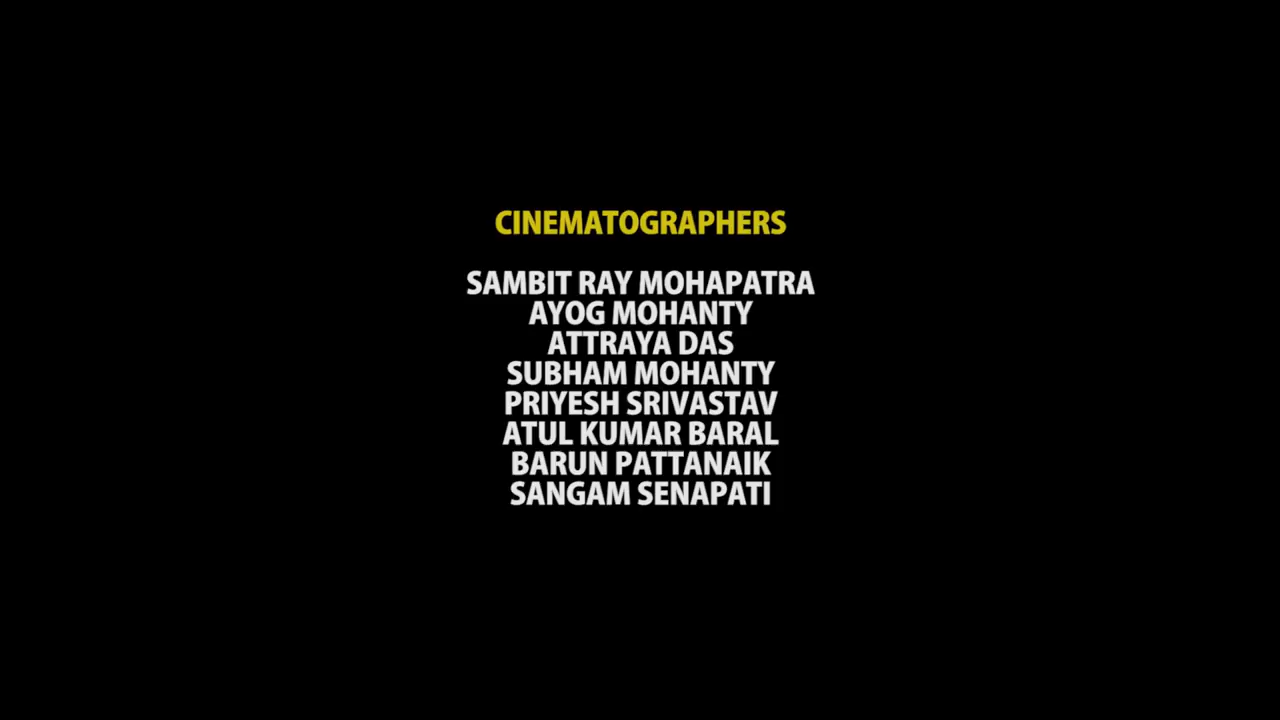 CINEMATOGRAPHERS
SAMBIT RAY MOHAPATRA
AYOG MOHANTY
ATTRAYA DAS
SUBHAM MOHANTY
PRIYESH SRIVASTAV
ATUL KUMAR BARAL
BARUN PATTANAIK
SANGAM SENAPATI